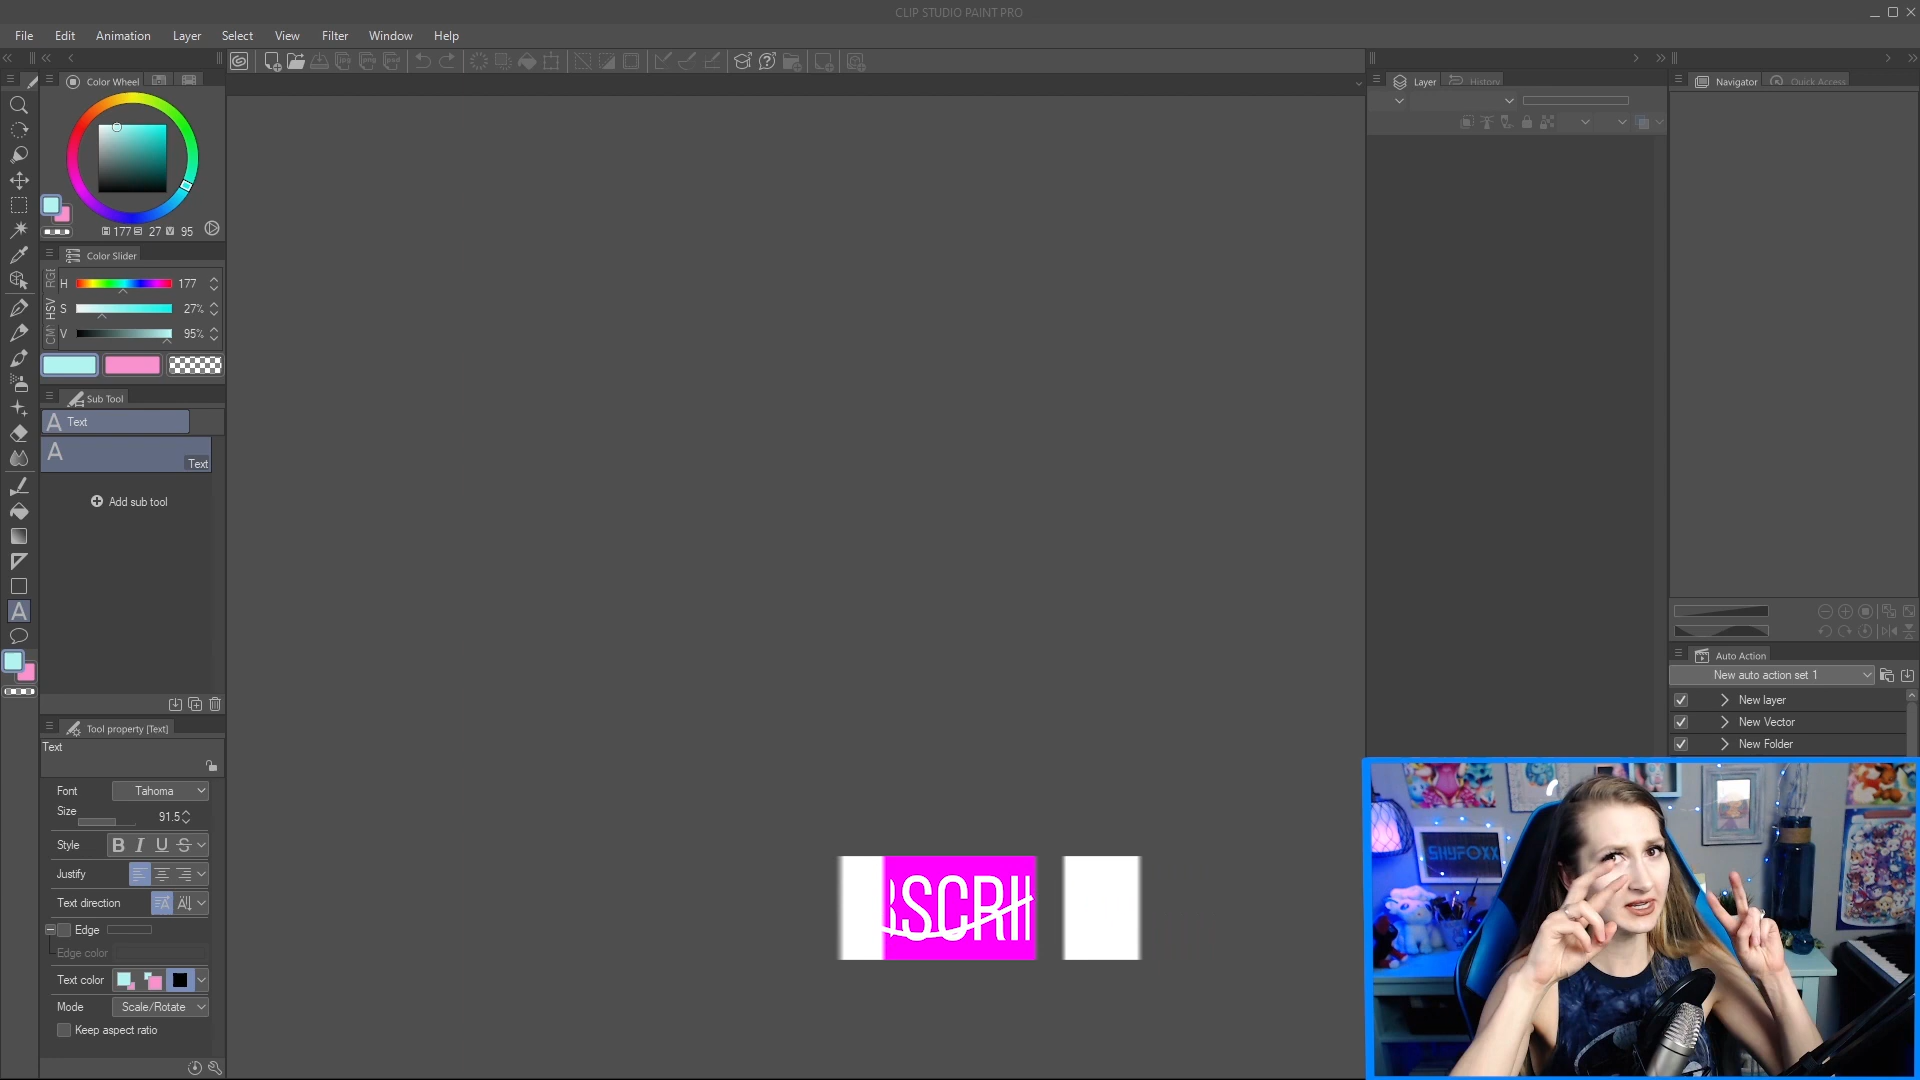 CLIP STUDIO PAINT PRO
File Edit Animation Layer Select View Filter Window Help
Color Wheel
177 27 95
Color Slider
RGB
HSV
H 177
S 27%
V 95%
Sub Tool
Text
Text
Add sub tool
Tool property [Text]
Text
Font Tahoma
Size 91.5
Style B I U S
Justify
Text direction
Edge
Edge color
Text color
Mode Scale/Rotate
Keep aspect ratio
Layer History
Navigator Quick Access
Auto Action
New auto action set 1
New layer
New Vector
New Folder
SHYFOXX